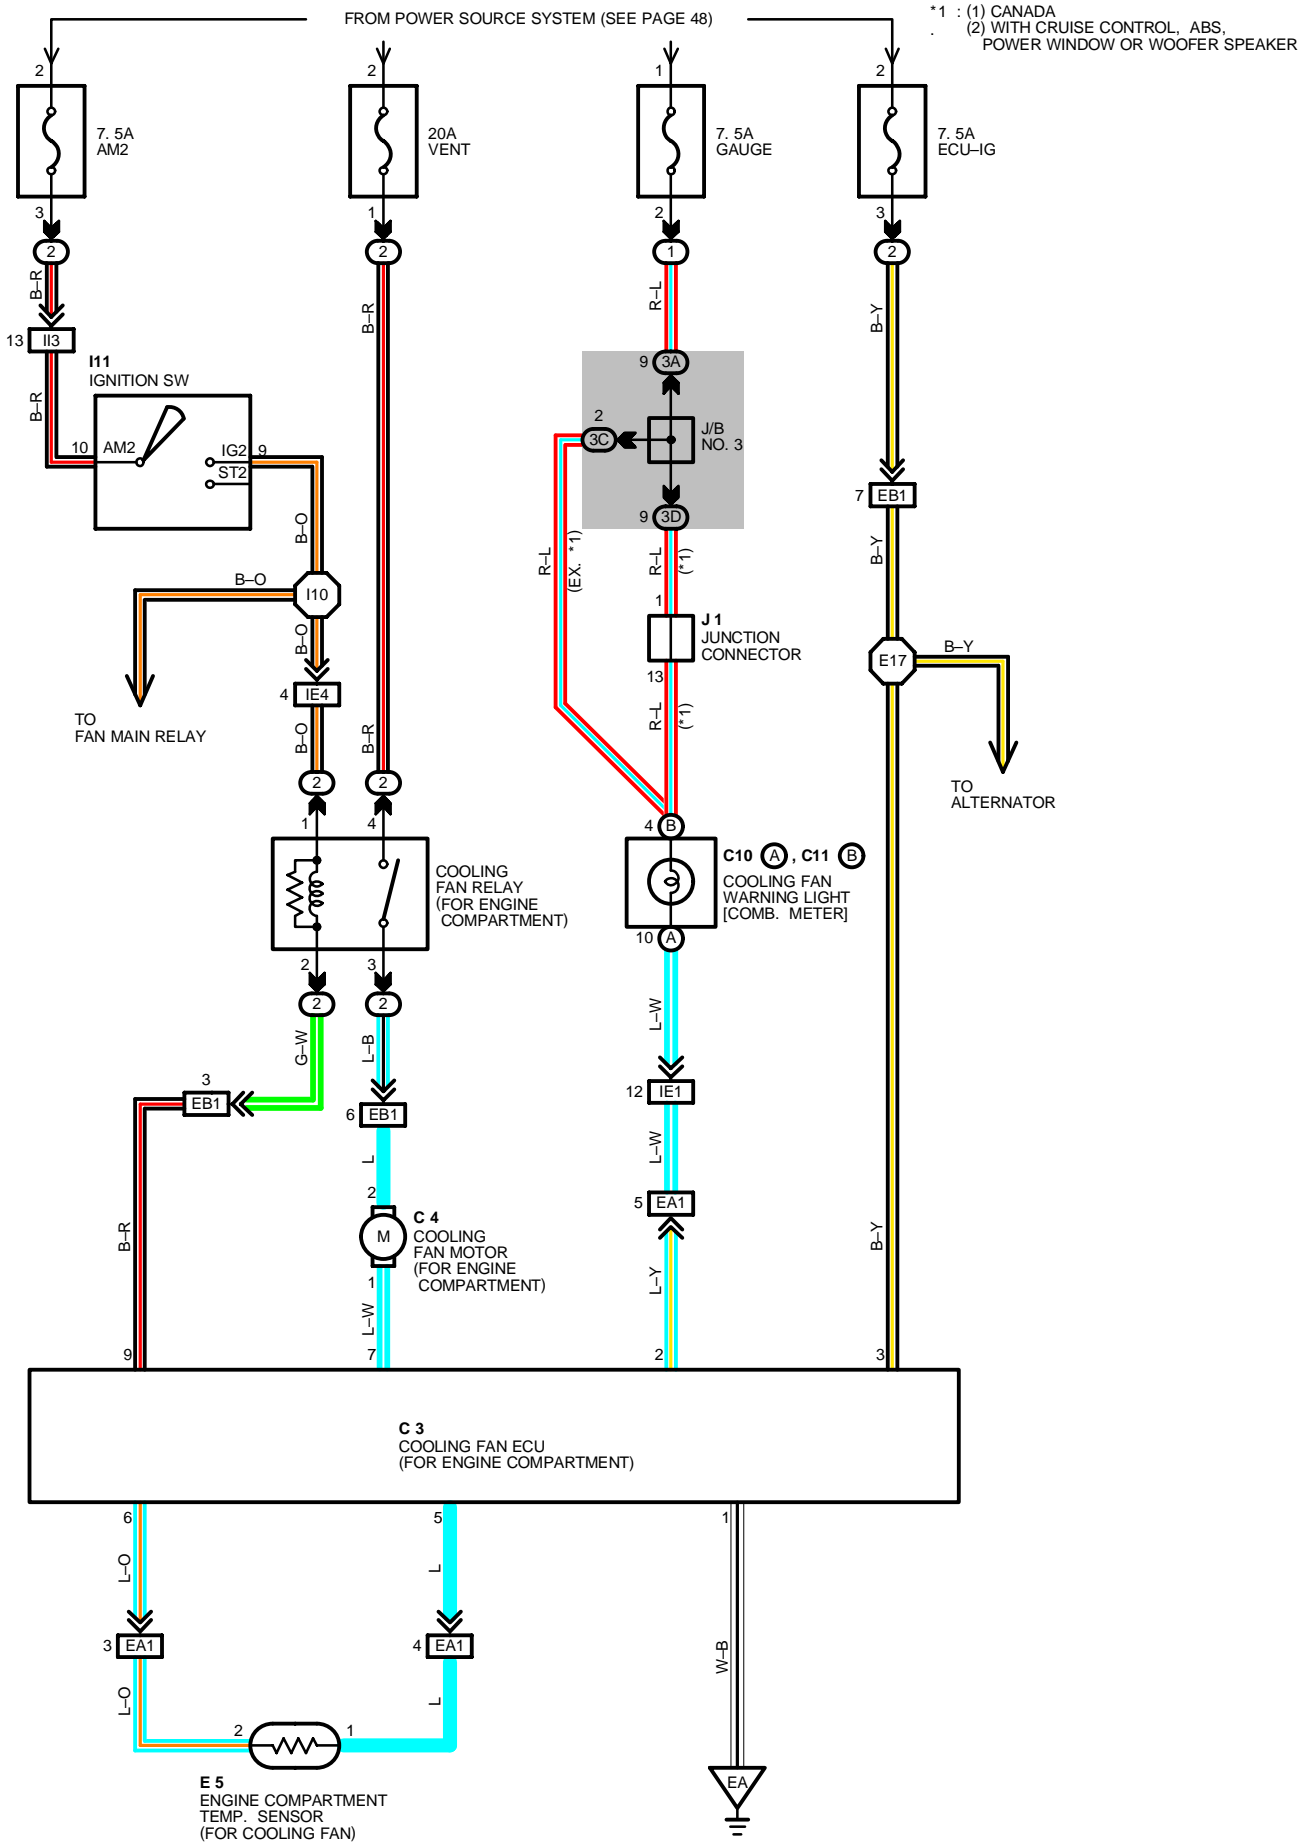 FROM POWER SOURCE SYSTEM (SEE PAGE 48)
*1 : (1) CANADA
. (2) WITH CRUISE CONTROL, ABS,
POWER WINDOW OR WOOFER SPEAKER
2 2 1 2
7. 5A
AM2
20A
VENT
7. 5A
GAUGE
7. 5A
ECU–IG
3 1 2 3
2 2 1 2
B–R
B–R
R–L
B–Y
13 II3
I11
IGNITION SW
B–R
10 AM2
IG2 9
ST2
9 3A
2
3C
J/B
NO. 3
9 3D
7 EB1
B–O
B–O
I10
B–O
R–L
(EX. *1)
R–L
(*1)
B–Y
1
J 1
JUNCTION
CONNECTOR
13
E17
B–Y
4 IE4
TO
FAN MAIN RELAY
B–O
B–R
R–L
(*1)
TO
ALTERNATOR
2 2
1 4
4 B
COOLING
FAN RELAY
(FOR ENGINE
COMPARTMENT)
C10 A , C11 B
COOLING FAN
WARNING LIGHT
[COMB. METER]
10 A
2 3
2 2
G–W
L–B
L–W
3
EB1
6 EB1
12 IE1
L
L–W
2
5 EA1
B–R
M
C 4
COOLING
FAN MOTOR
(FOR ENGINE
COMPARTMENT)
1
L–W
L–Y
B–Y
9 7 2 3
C 3
COOLING FAN ECU
(FOR ENGINE COMPARTMENT)
6 5 1
L–O
L
3 EA1
4 EA1
W–B
L–O
L
2 1
E 5
ENGINE COMPARTMENT
TEMP. SENSOR
(FOR COOLING FAN)
EA